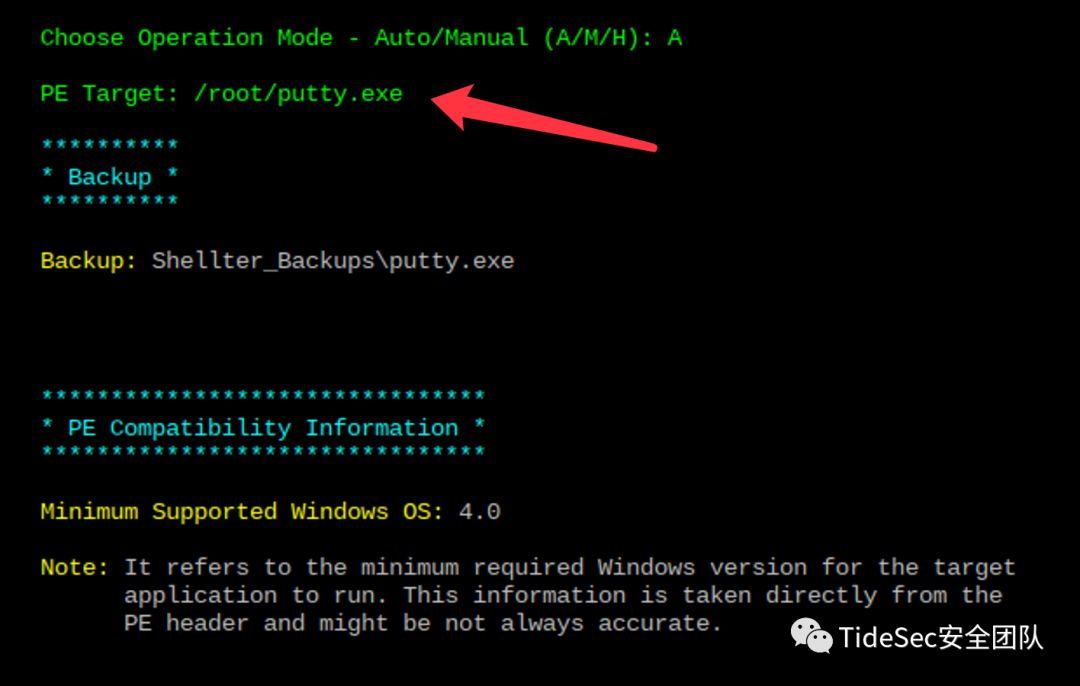 Choose Operation Mode - Auto/Manual (A/M/H): A
PE Target: /root/putty.exe
**********
* Backup *
**********
Backup: Shellter_Backups\putty.exe
********************************
* PE Compatibility Information *
********************************
Minimum Supported Windows OS: 4.0
Note: It refers to the minimum required Windows version for the target
application to run. This information is taken directly from the
PE header and might be not always accurate.
TideSec安全团队